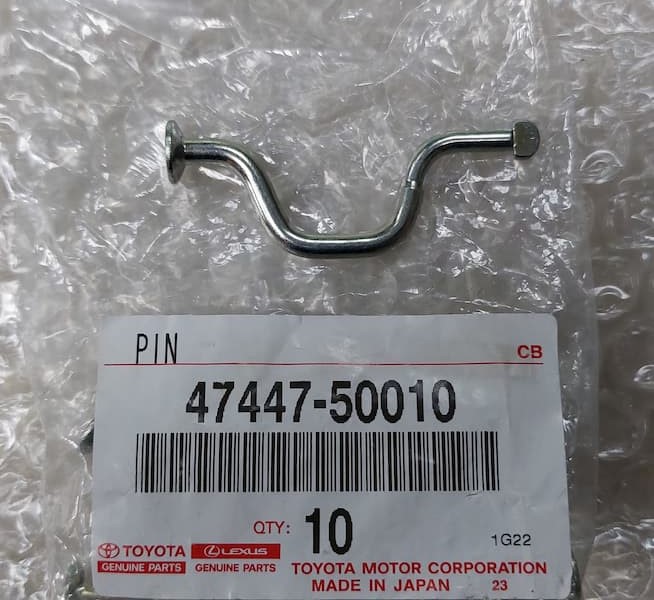 PIN
CB
47447-50010
QTY: 10
1G22
TOYOTA LEXUS
GENUINE PARTS GENUINE PARTS
TOYOTA MOTOR CORPORATION
MADE IN JAPAN 23